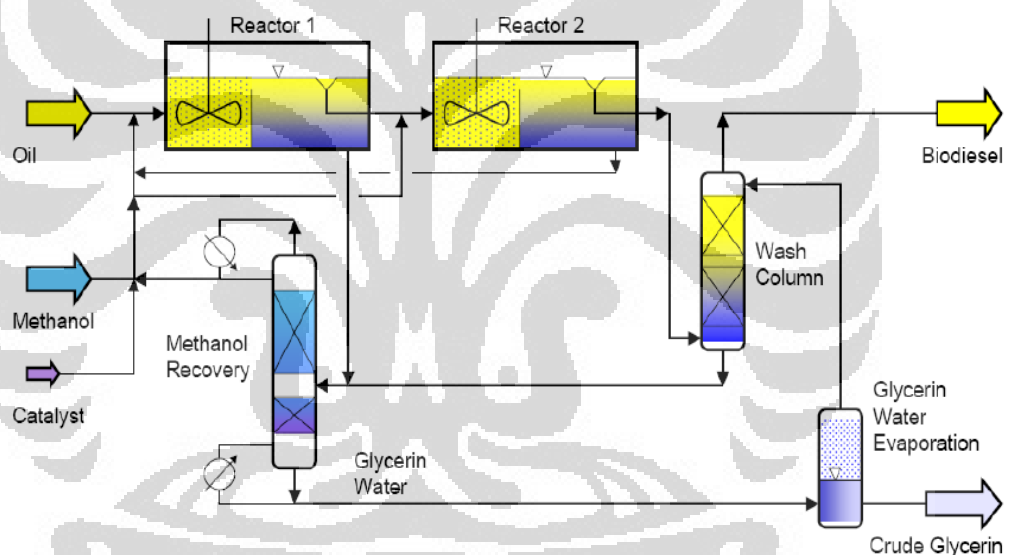 Reactor 1
Reactor 2
Oil
Biodiesel
Wash
Column
Methanol
Methanol
Recovery
Catalyst
Glycerin
Water
Evaporation
Glycerin
Water
Crude Glycerin